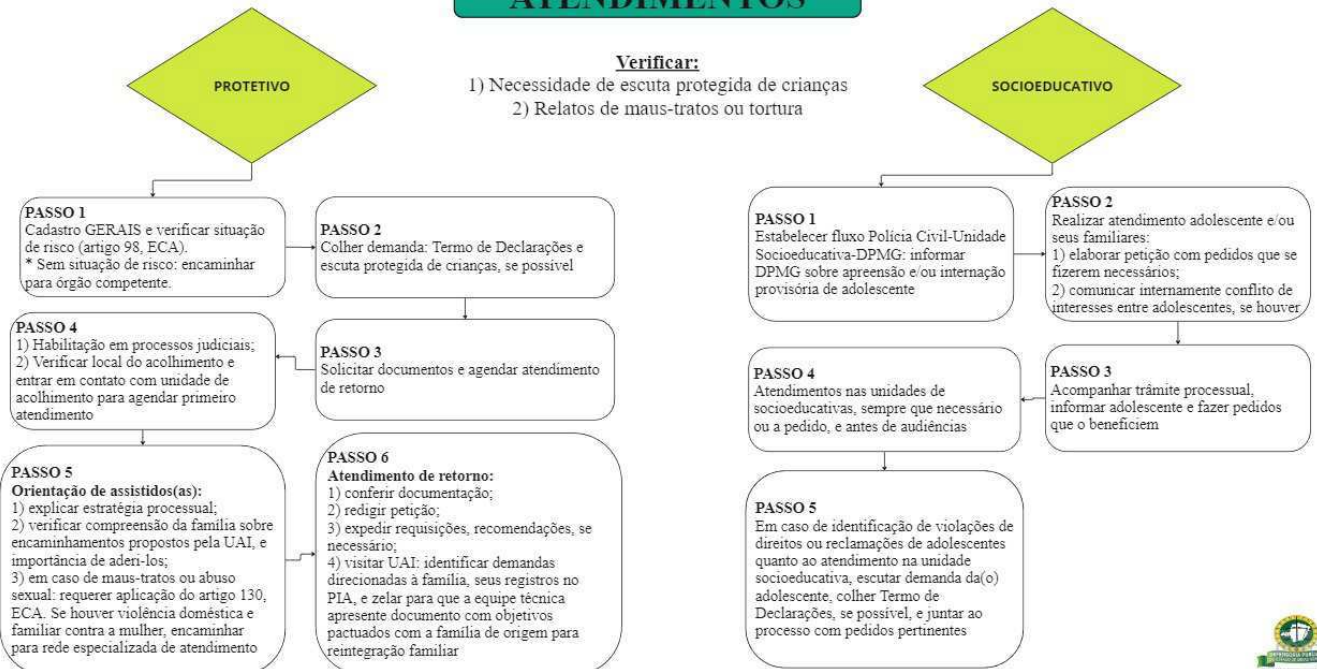 ATENDIMENTOS
PROTETIVO
Verificar:
1) Necessidade de escuta protegida de crianças
2) Relatos de maus-tratos ou tortura
SOCIOEDUCATIVO
PASSO 1
Cadastro GERAIS e verificar situação
de risco (artigo 98, ECA).
* Sem situação de risco: encaminhar
para órgão competente.
PASSO 2
Colher demanda: Termo de Declarações e
escuta protegida de crianças, se possível
PASSO 4
1) Habilitação em processos judiciais;
2) Verificar local do acolhimento e
entrar em contato com unidade de
acolhimento para agendar primeiro
atendimento
PASSO 3
Solicitar documentos e agendar atendimento
de retorno
PASSO 5
Orientação de assistidos(as):
1) explicar estratégia processual;
2) verificar compreensão da família sobre
encaminhamentos propostos pela UAI, e
importância de aderi-los;
3) em caso de maus-tratos ou abuso
sexual: requerer aplicação do artigo 130,
ECA. Se houver violência doméstica e
familiar contra a mulher, encaminhar
para rede especializada de atendimento
PASSO 6
Atendimento de retorno:
1) conferir documentação;
2) redigir petição;
3) expedir requisições, recomendações, se
necessário;
4) visitar UAI: identificar demandas
direcionadas à família, seus registros no
PIA, e zelar para que a equipe técnica
apresente documento com objetivos
pactuados com a família de origem para
reintegração familiar
PASSO 1
Estabelecer fluxo Polícia Civil-Unidade
Socioeducativa-DPMG: informar
DPMG sobre apreensão e/ou internação
provisória de adolescente
PASSO 2
Realizar atendimento adolescente e/ou
seus familiares:
1) elaborar petição com pedidos que se
fizerem necessários;
2) comunicar internamente conflito de
interesses entre adolescentes, se houver
PASSO 4
Atendimentos nas unidades de
socioeducativas, sempre que necessário
ou a pedido, e antes de audiências
PASSO 3
Acompanhar trâmite processual,
informar adolescente e fazer pedidos
que o beneficiem
PASSO 5
Em caso de identificação de violações de
direitos ou reclamações de adolescentes
quanto ao atendimento na unidade
socioeducativa, escutar demanda da(o)
adolescente, colher Termo de
Declarações, se possível, e juntar ao
processo com pedidos pertinentes